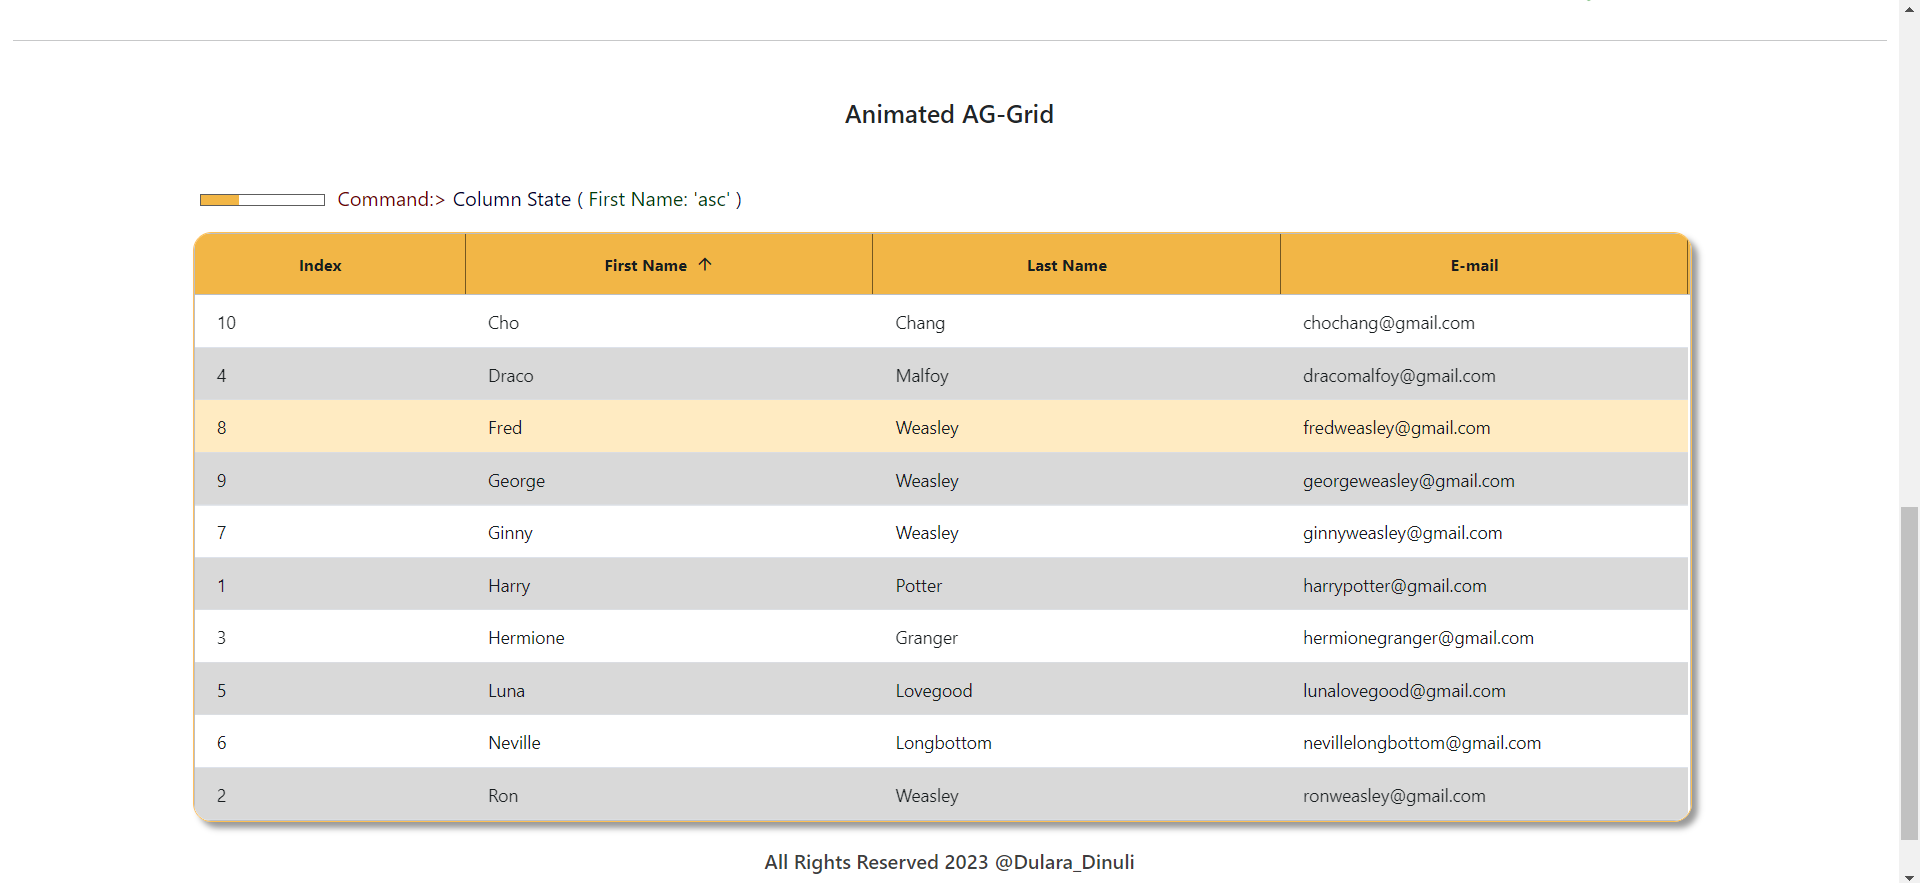 Animated AG-Grid
Command:> Column State ( First Name: 'asc' )
Index First Name ↑ Last Name E-mail
10 Cho Chang chochang@gmail.com
4 Draco Malfoy dracomalfoy@gmail.com
8 Fred Weasley fredweasley@gmail.com
9 George Weasley georgeweasley@gmail.com
7 Ginny Weasley ginnyweasley@gmail.com
1 Harry Potter harrypotter@gmail.com
3 Hermione Granger hermionegranger@gmail.com
5 Luna Lovegood lunalovegood@gmail.com
6 Neville Longbottom nevillelongbottom@gmail.com
2 Ron Weasley ronweasley@gmail.com
All Rights Reserved 2023 @Dulara_Dinuli